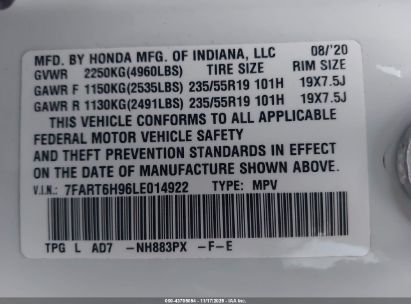 MFD. BY HONDA MFG. OF INDIANA, LLC 08/'20
GVWR 2250KG(4960LBS) TIRE SIZE RIM SIZE
GAWR F 1150KG(2535LBS) 235/55R19 101H 19X7.5J
GAWR R 1130KG(2491LBS) 235/55R19 101H 19X7.5J
THIS VEHICLE CONFORMS TO ALL APPLICABLE
FEDERAL MOTOR VEHICLE SAFETY
AND THEFT PREVENTION STANDARDS IN EFFECT
ON THE DATE OF MANUFACTURE SHOWN ABOVE.
V.I.N.: 7FART6H96LE014922 TYPE: MPV
TPG L AD7 -NH883PX -F-E